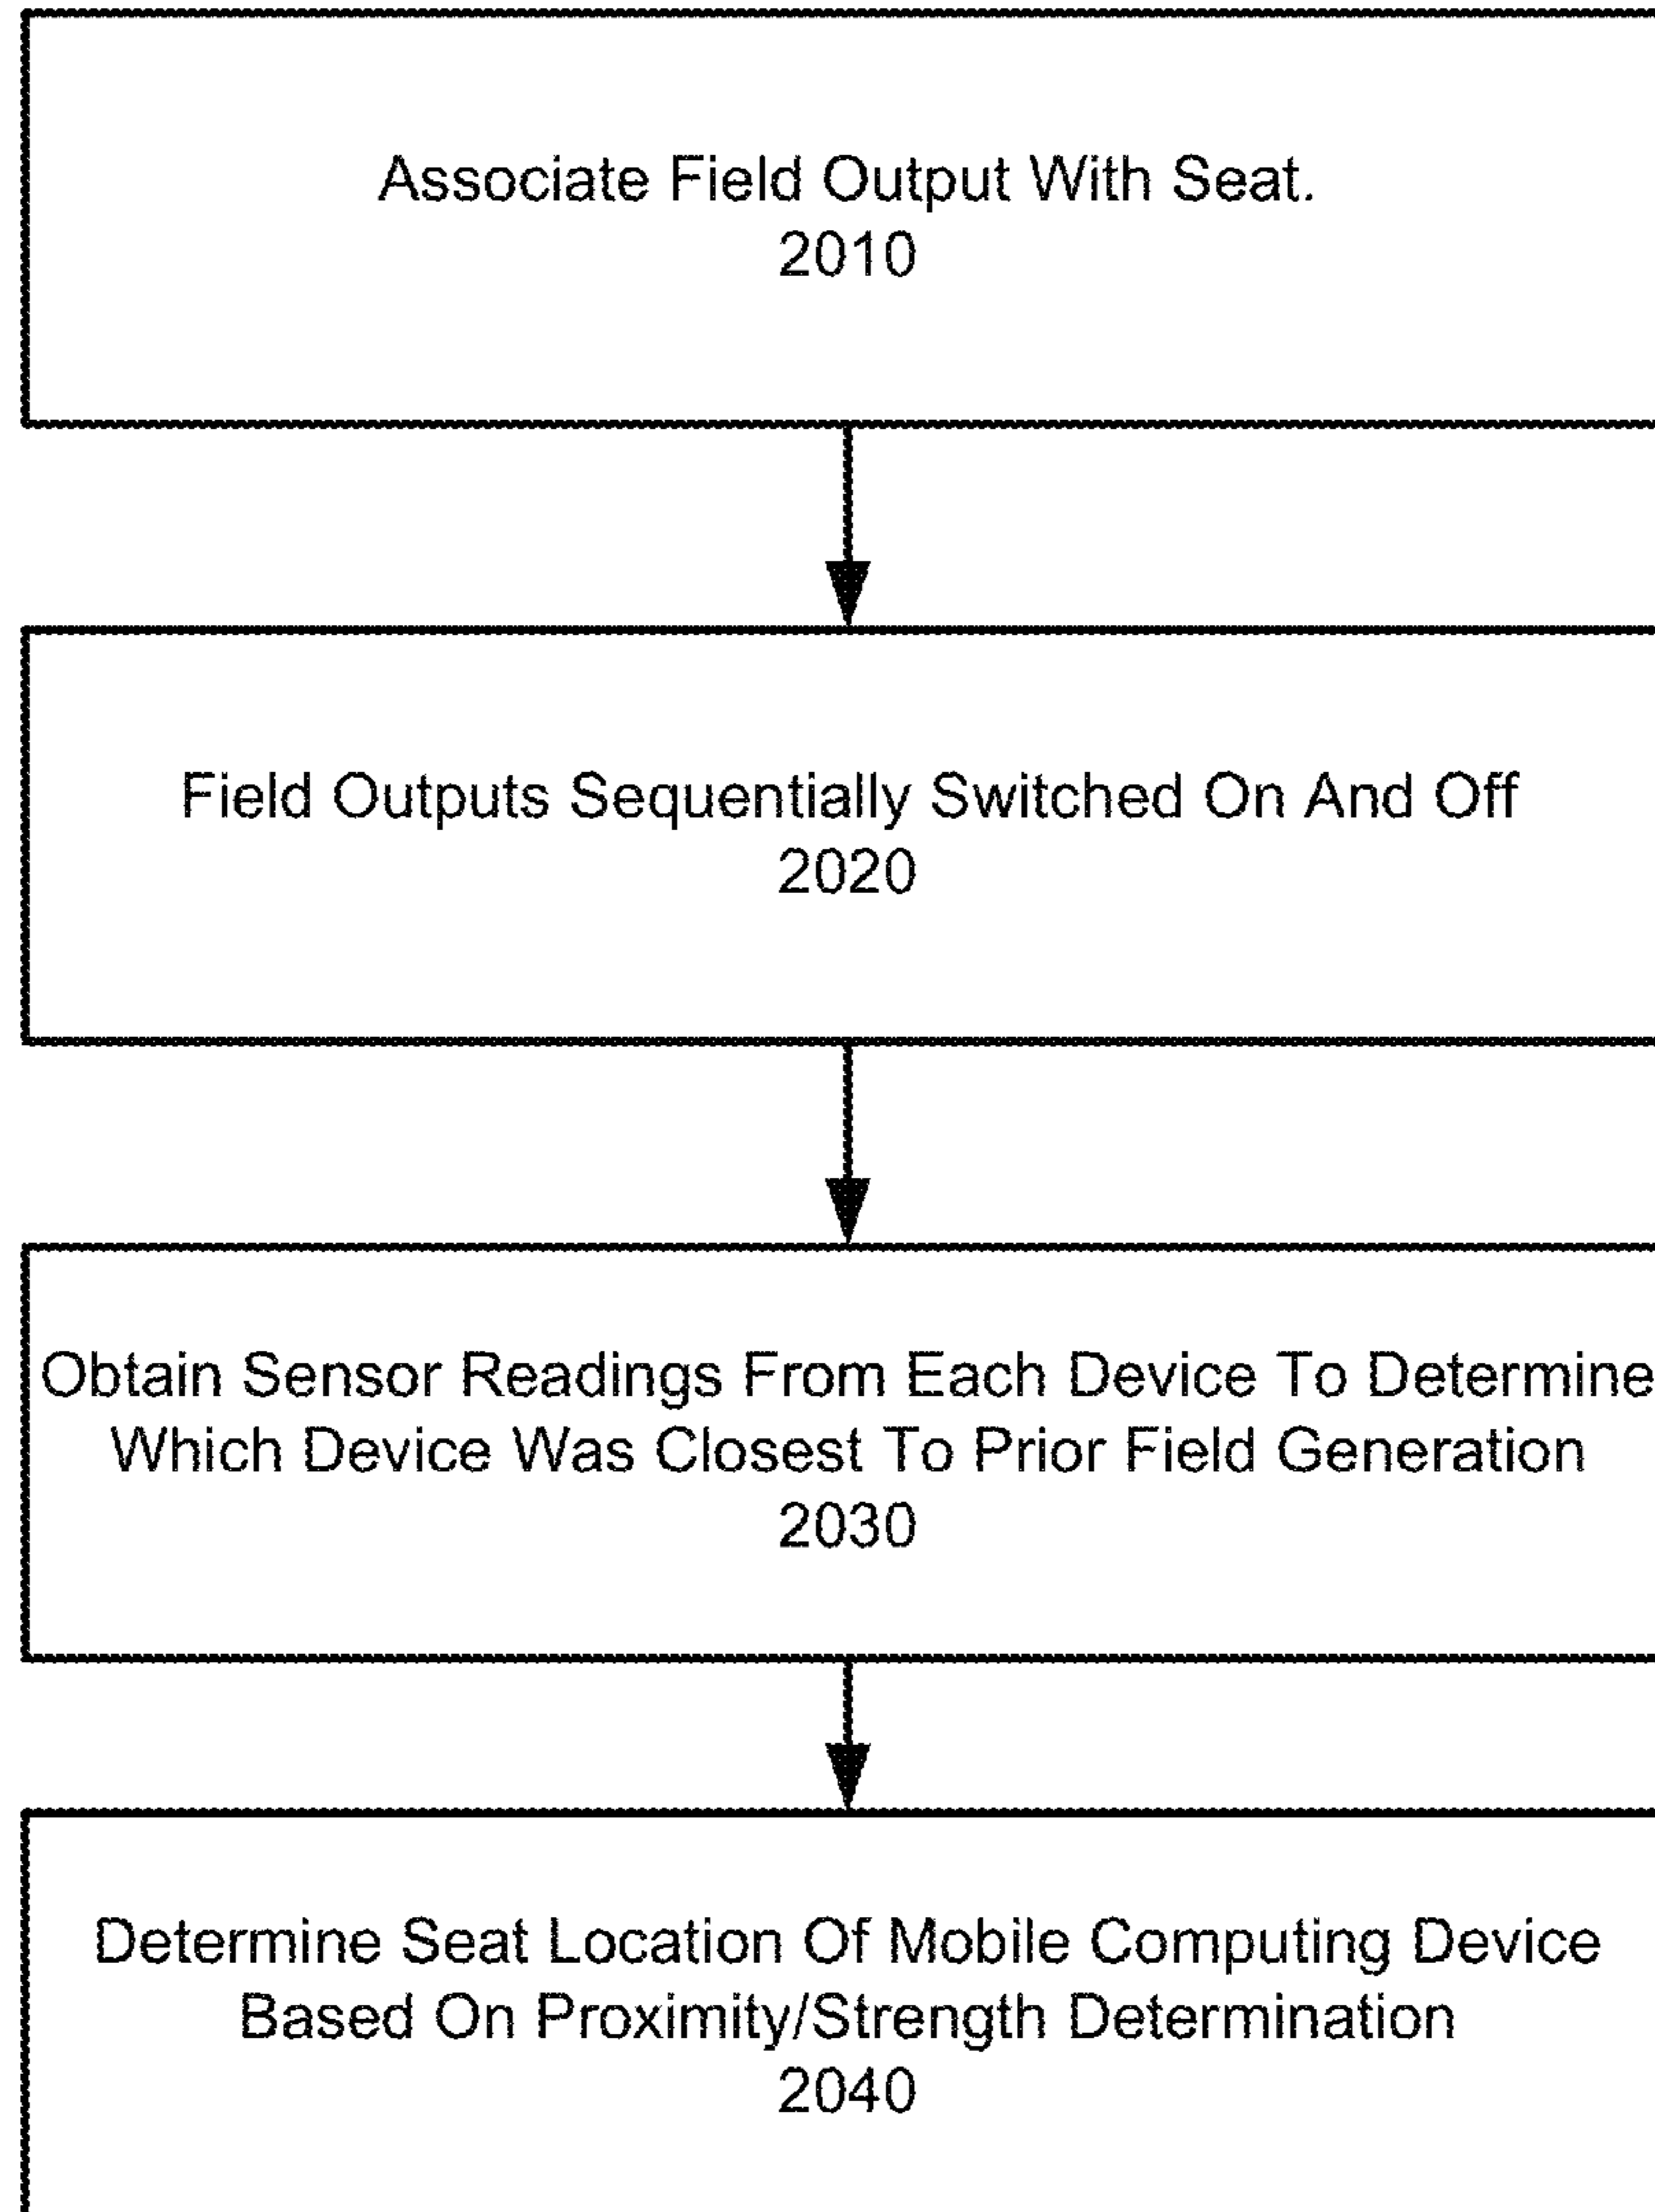 Associate Field Output With Seat.
2010
Field Outputs Sequentially Switched On And Off
2020
Obtain Sensor Readings From Each Device To Determine
Which Device Was Closest To Prior Field Generation
2030
Determine Seat Location Of Mobile Computing Device
Based On Proximity/Strength Determination
2040